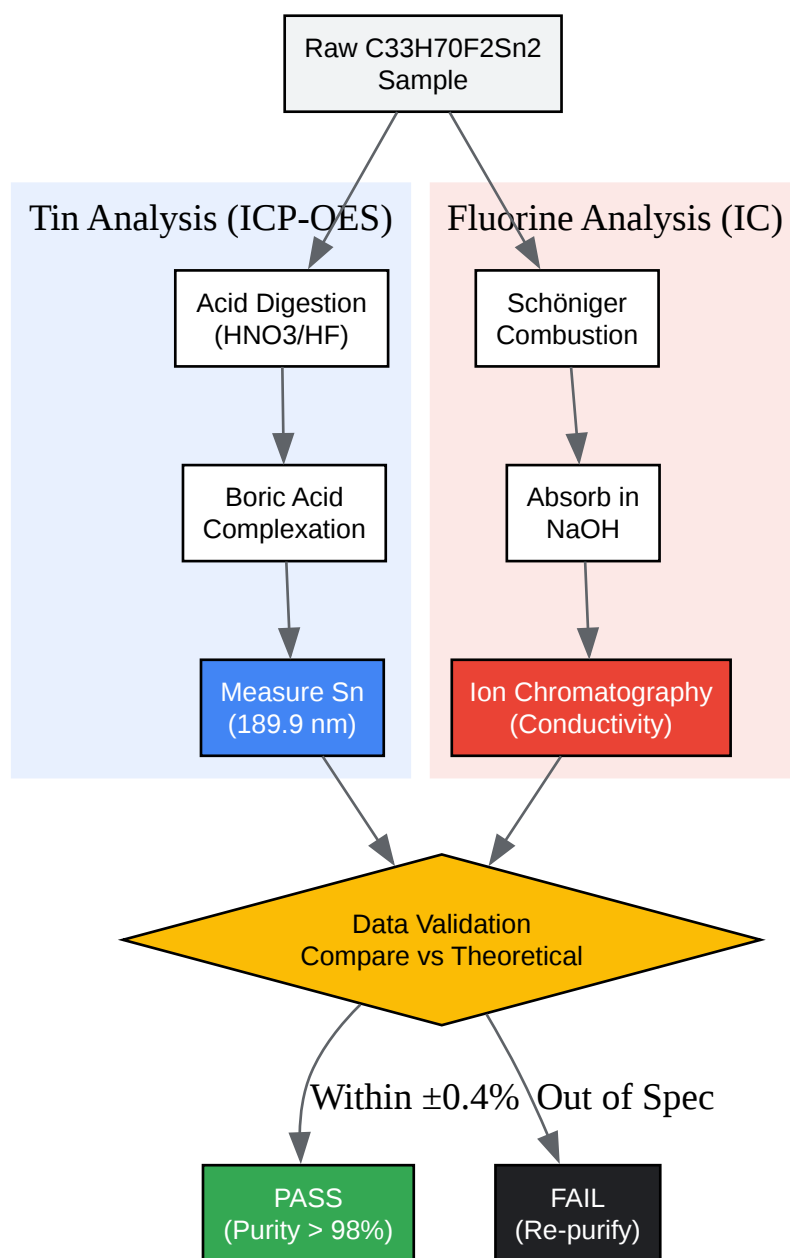 Raw C33H70F2Sn2
Sample
Tin Analysis (ICP-OES)
Fluorine Analysis (IC)
Acid Digestion
(HNO3/HF)
Schöniger
Combustion
Boric Acid
Complexation
Absorb in
NaOH
Measure Sn
(189.9 nm)
Ion Chromatography
(Conductivity)
Data Validation
Compare vs Theoretical
Within ±0.4%
Out of Spec
PASS
(Purity > 98%)
FAIL
(Re-purify)